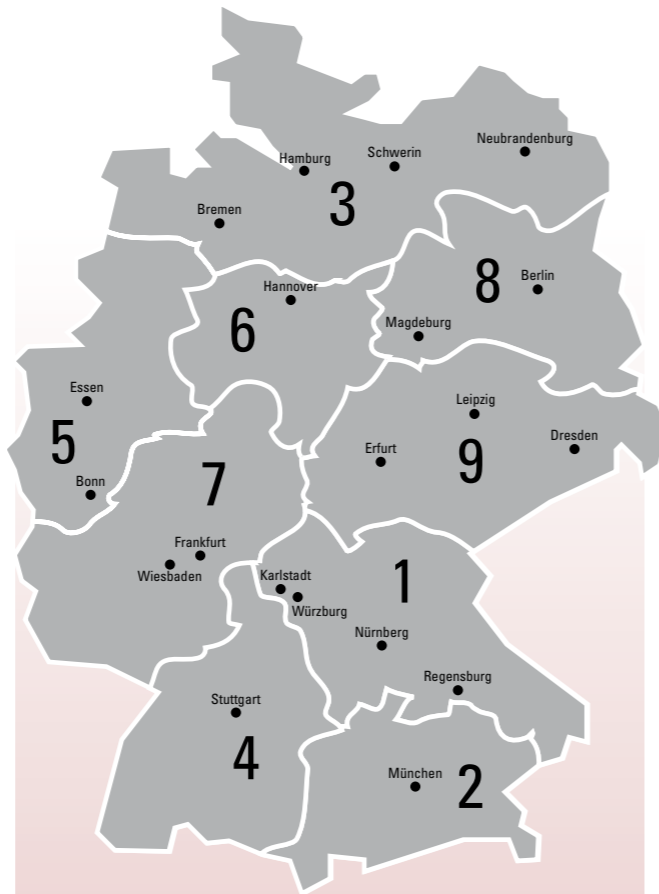 Neubrandenburg
Schwerin
Hamburg
3
Bremen
8
Berlin
Hannover
6
Magdeburg
Essen
Leipzig
5
Dresden
Erfurt
9
7
Bonn
Frankfurt
Wiesbaden
Karlstadt
1
Würzburg
Nürnberg
Regensburg
Stuttgart
4
München
2